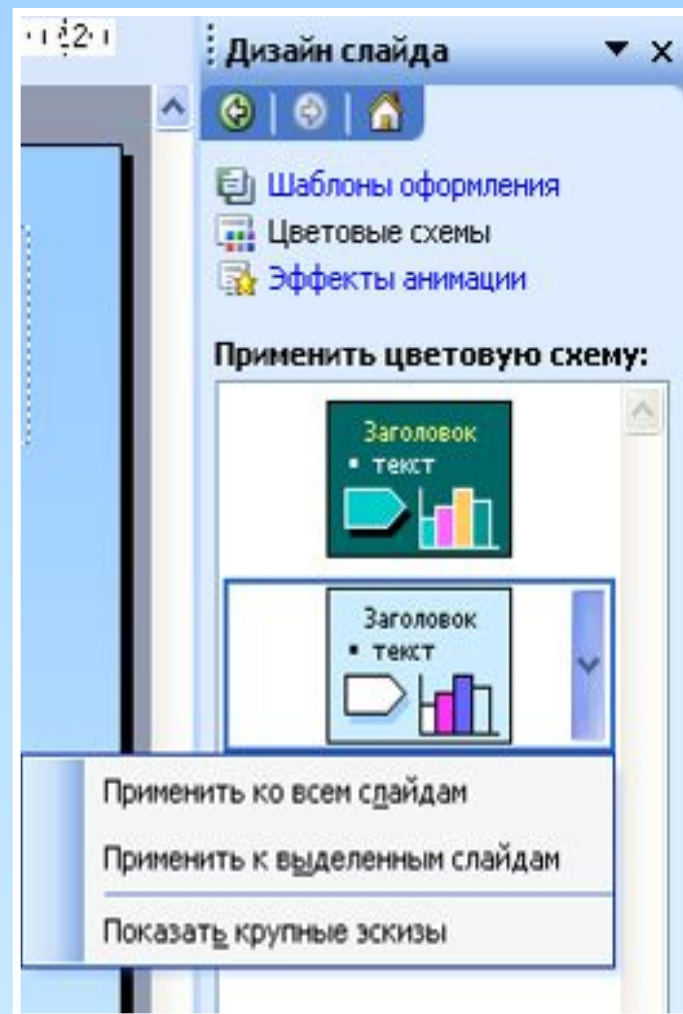 2
Дизайн слайда
Шаблоны оформления
Цветовые схемы
Эффекты анимации
Применить цветовую схему:
Заголовок
▪ текст
Заголовок
▪ текст
Применить ко всем слайдам
Применить к выделенным слайдам
Показать крупные эскизы